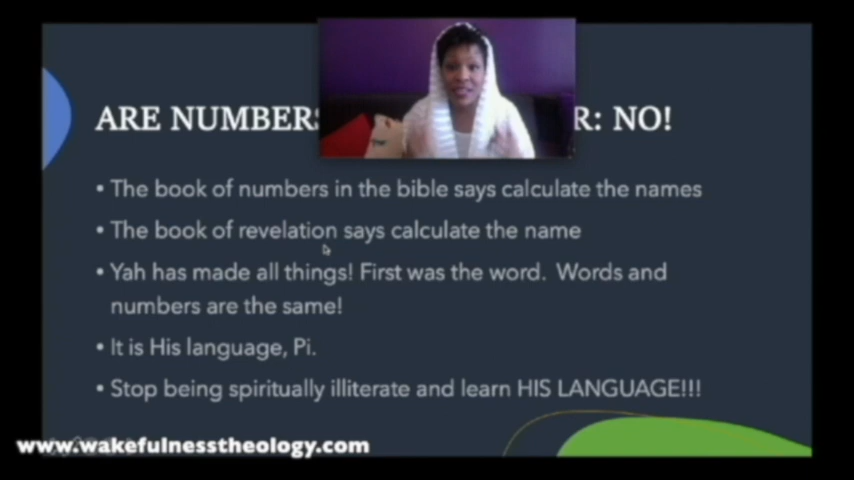 ARE NUMBERS R: NO!
• The book of numbers in the bible says calculate the names
• The book of revelation says calculate the name
• Yah has made all things! First was the word. Words and
numbers are the same!
• It is His language, Pi.
• Stop being spiritually illiterate and learn HIS LANGUAGE!!!
www.wakefulnesstheology.com